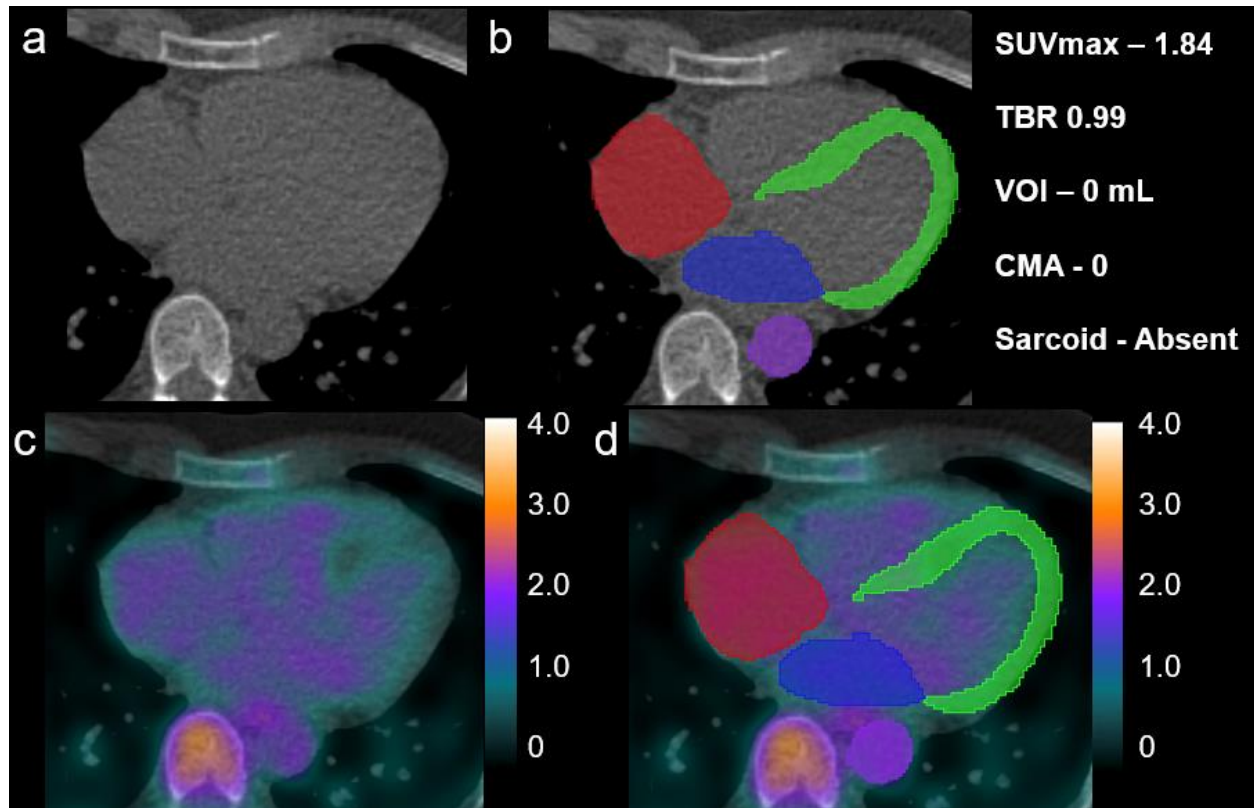 a
b
SUVmax – 1.84
TBR 0.99
VOI – 0 mL
CMA - 0
Sarcoid - Absent
c
4.0
3.0
2.0
1.0
0
d
4.0
3.0
2.0
1.0
0